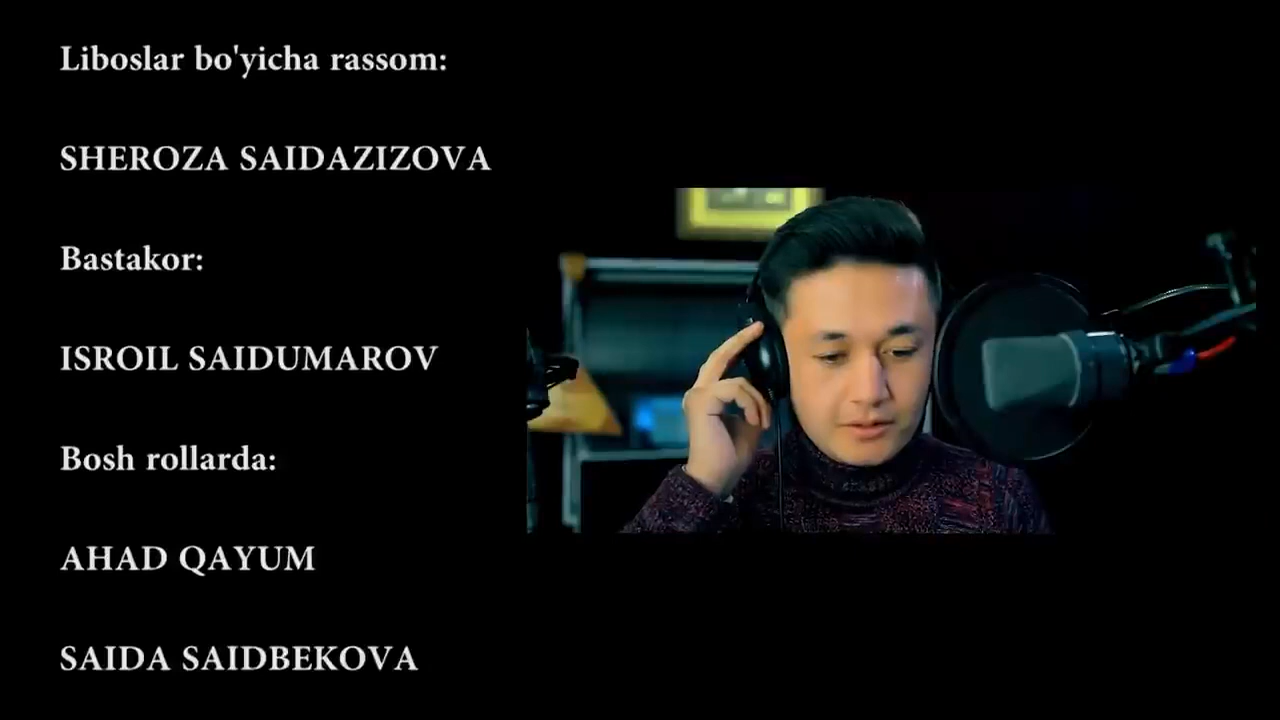 Liboslar bo'yicha rassom:
SHEROZA SAIDAZIZOVA
Bastakor:
ISROIL SAIDUMAROV
Bosh rollarda:
AHAD QAYUM
SAIDA SAIDBEKOVA